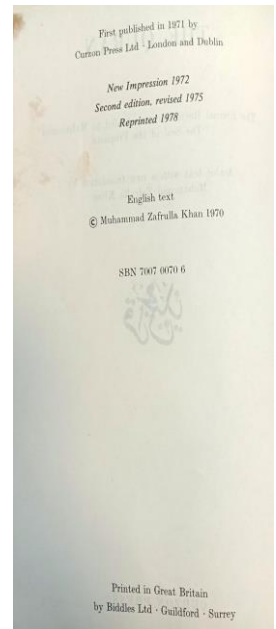 First published in 1971 by
Curzon Press Ltd · London and Dublin
New Impression 1972
Second edition, revised 1975
Reprinted 1978
English text
© Muhammad Zafrulla Khan 1970
SBN 7007 0070 6
Printed in Great Britain
by Biddles Ltd · Guildford · Surrey